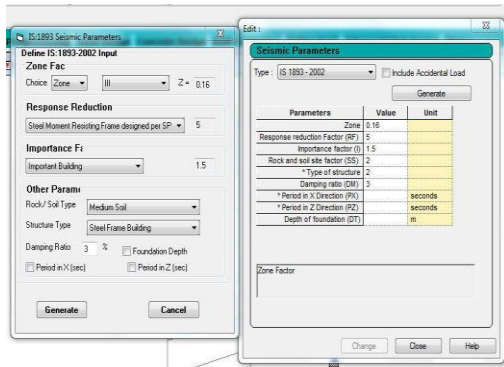 IS:1893 Seismic Parameters
Define IS:1893-2002 Input
Zone Fac
Choice Zone III Z = 0.16
Response Reduction
Steel Moment Resisting Frame designed per SP 5
Importance Fa
Important Building 1.5
Other Parame
Rock/ Soil Type Medium Soil
Structure Type Steel Frame Building
Damping Ratio 3 % Foundation Depth
Period in X (sec) Period in Z (sec)
Generate Cancel
Edit :
Seismic Parameters
Type : IS 1893 - 2002 Include Accidental Load
Generate
Parameters Value Unit
Zone 0.16
Response reduction Factor (RF) 5
Importance factor (I) 1.5
Rock and soil site factor (SS) 2
* Type of structure 2
Damping ratio (DM) 3
* Period in X Direction (PX) seconds
* Period in Z Direction (PZ) seconds
Depth of foundation (DT) m
Zone Factor
Change Close Help